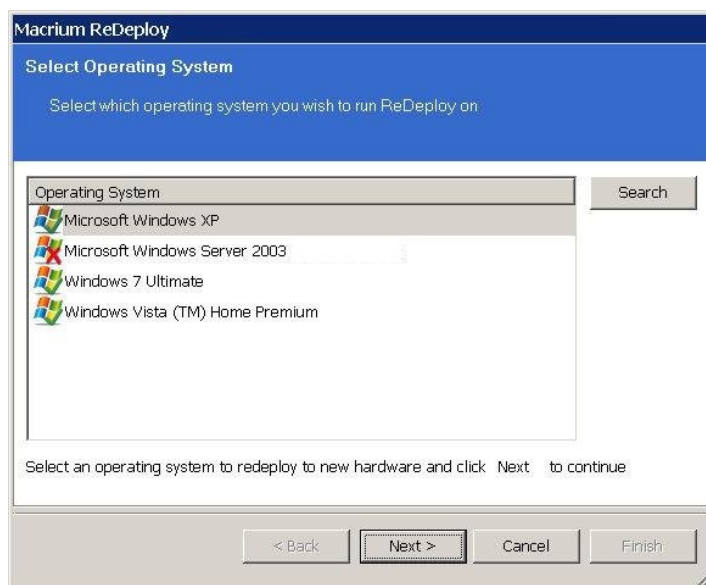 Macrium ReDeploy
Select Operating System
Select which operating system you wish to run ReDeploy on
Operating System
Search
Microsoft Windows XP
Microsoft Windows Server 2003
Windows 7 Ultimate
Windows Vista (TM) Home Premium
Select an operating system to redeploy to new hardware and click Next to continue
< Back Next > Cancel Finish